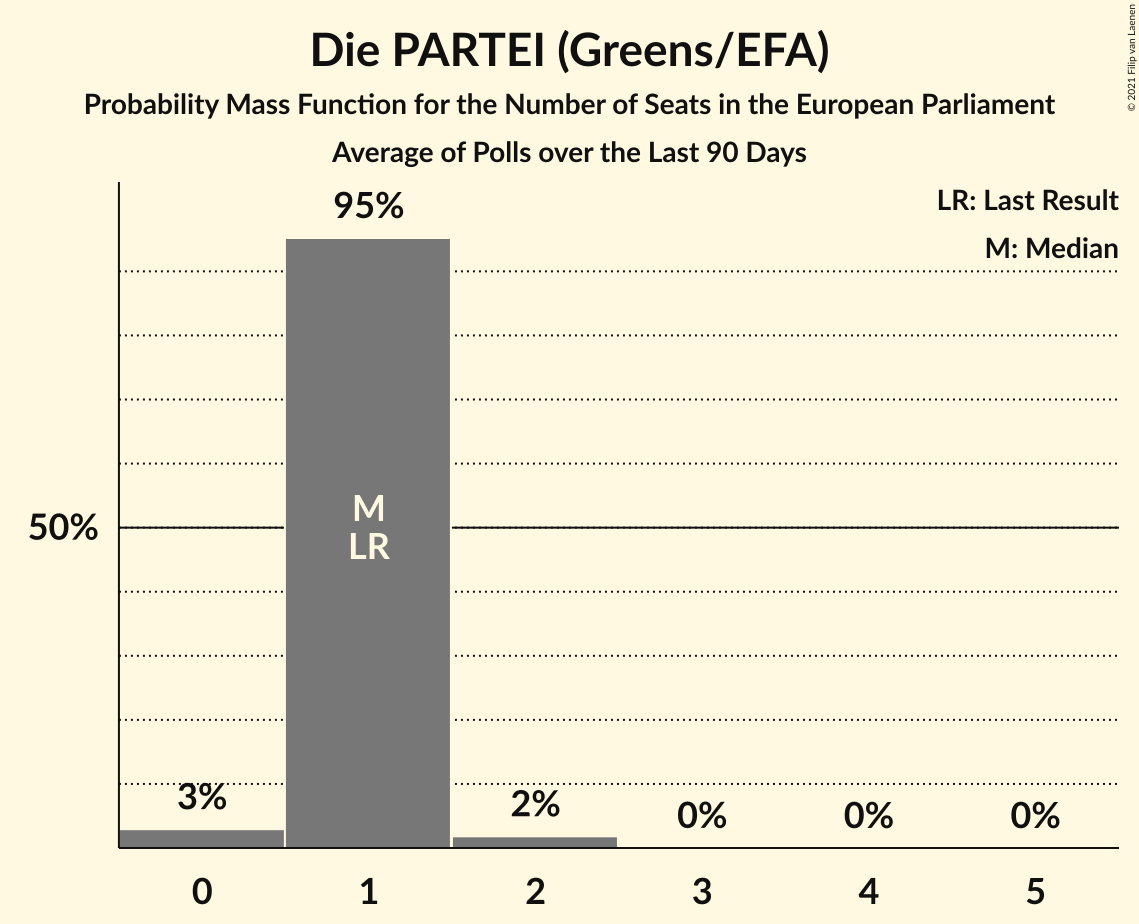 Die PARTEI (Greens/EFA)
Probability Mass Function for the Number of Seats in the European Parliament
Average of Polls over the Last 90 Days
© 2021 Filip van Laenen
LR: Last Result
M: Median
95%
50%
M
LR
3%
2%
0%
0%
0%
0
1
2
3
4
5